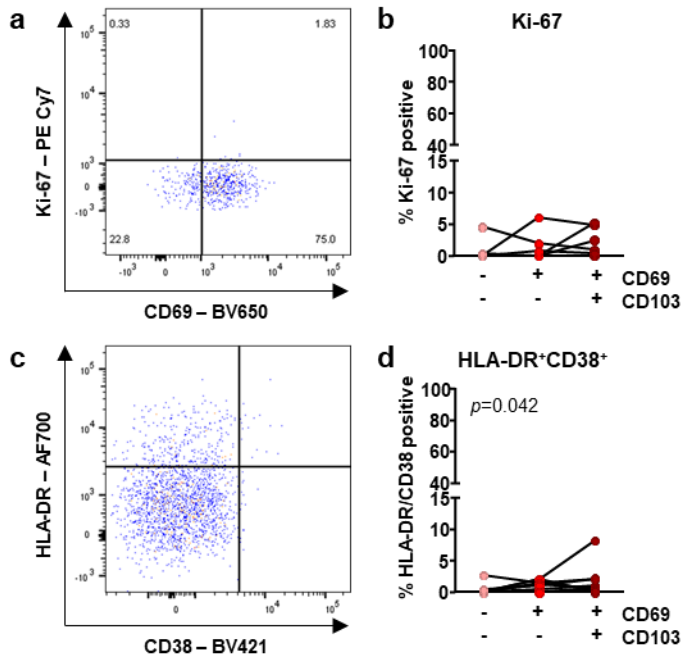 a
0.33 1.83
10^5
10^4
10^3
0
-10^3
22.8 75.0
-10^3 0 10^3 10^4 10^5
Ki-67 – PE Cy7
CD69 – BV650
b
Ki-67
100
80
60
40
15
10
5
0
% Ki-67 positive
- + + CD69
- - + CD103
c
10^5
10^4
10^3
0
-10^3
0 10^3 10^4 10^5
HLA-DR – AF700
CD38 – BV421
d
HLA-DR⁺CD38⁺
p=0.042
100
80
60
40
15
10
5
0
% HLA-DR/CD38 positive
- + + CD69
- - + CD103